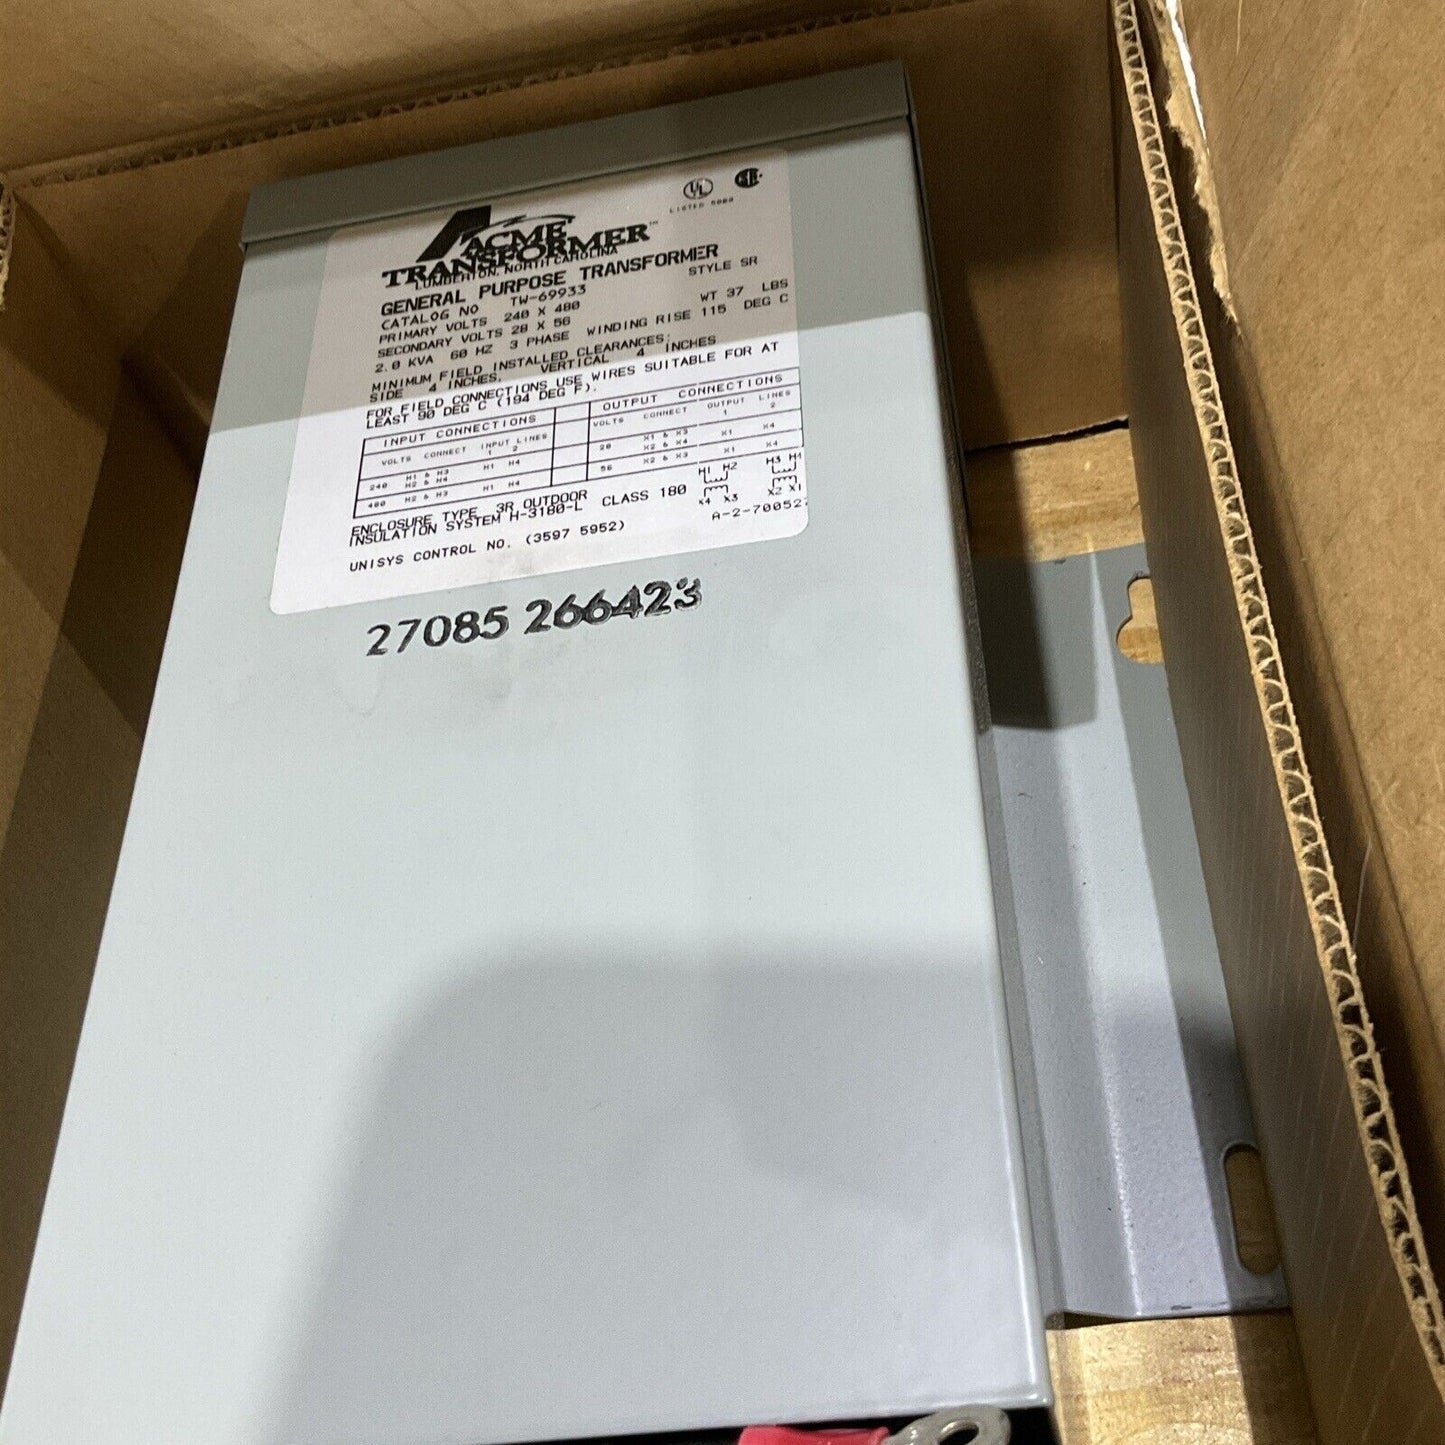 UL
LISTED 5089
ACME
TRANSFORMER™
LUMBERTON, NORTH CAROLINA
GENERAL PURPOSE TRANSFORMER
CATALOG NO TW-69933 STYLE SR
PRIMARY VOLTS 240 X 480
SECONDARY VOLTS 28 X 56 WT 37 LBS
2.0 KVA 60 HZ 3 PHASE WINDING RISE 115 DEG C
MINIMUM FIELD INSTALLED CLEARANCES;
SIDE 4 INCHES, VERTICAL 4 INCHES
FOR FIELD CONNECTIONS USE WIRES SUITABLE FOR AT
LEAST 90 DEG C (194 DEG F).
INPUT CONNECTIONS OUTPUT CONNECTIONS
VOLTS CONNECT INPUT LINES VOLTS CONNECT OUTPUT LINES
1 2 1 2
240 H1 & H3 H1 H4 28 X1 & X3 X1 X4
H2 & H4 X2 & X4
480 H2 & H3 H1 H4 56 X2 & X3 X1 X4
H1 H2 H3 H4
X4 X3 X2 X1
ENCLOSURE TYPE 3R OUTDOOR
INSULATION SYSTEM H-3180-L CLASS 180
A-2-700527
UNISYS CONTROL NO. (3597 5952)
27085 266423